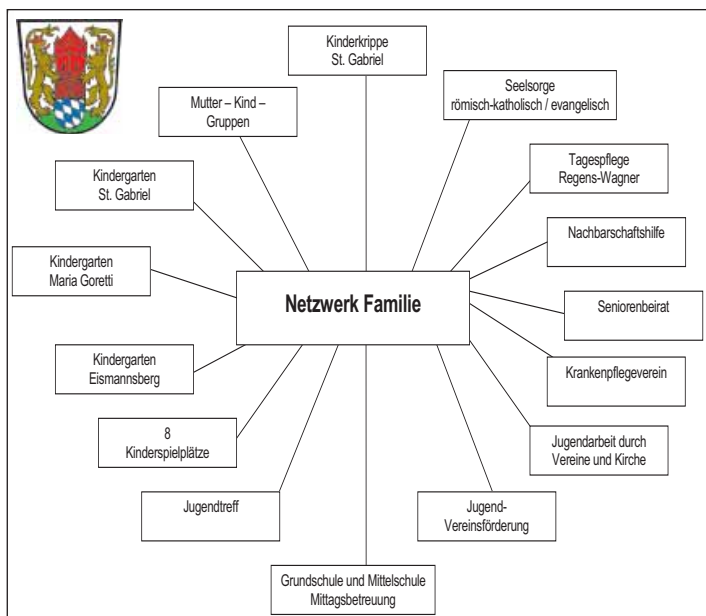 Kinderkrippe
St. Gabriel
Seelsorge
römisch-katholisch / evangelisch
Mutter – Kind –
Gruppen
Tagespflege
Regens-Wagner
Kindergarten
St. Gabriel
Nachbarschaftshilfe
Kindergarten
Maria Goretti
Netzwerk Familie
Seniorenbeirat
Kindergarten
Eismannsberg
Krankenpflegeverein
8
Kinderspielplätze
Jugendarbeit durch
Vereine und Kirche
Jugendtreff
Jugend-
Vereinsförderung
Grundschule und Mittelschule
Mittagsbetreuung